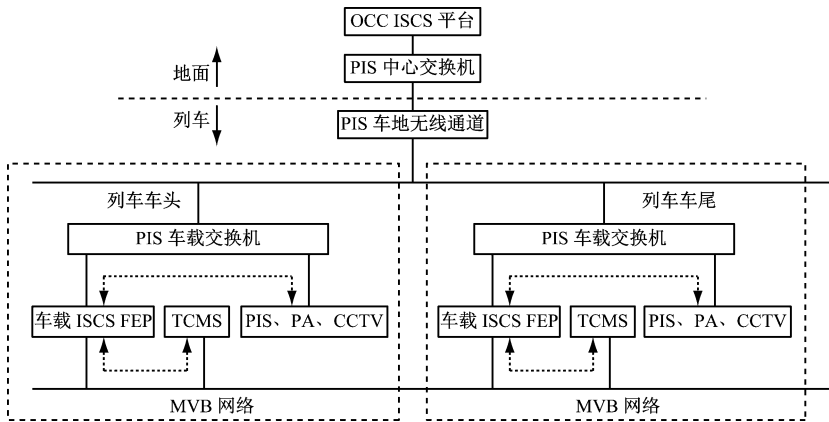 OCC ISCS 平台
地面
PIS 中心交换机
列车
PIS 车地无线通道
列车车头
列车车尾
PIS 车载交换机
PIS 车载交换机
车载 ISCS FEP
TCMS
PIS、PA、CCTV
车载 ISCS FEP
TCMS
PIS、PA、CCTV
MVB 网络
MVB 网络